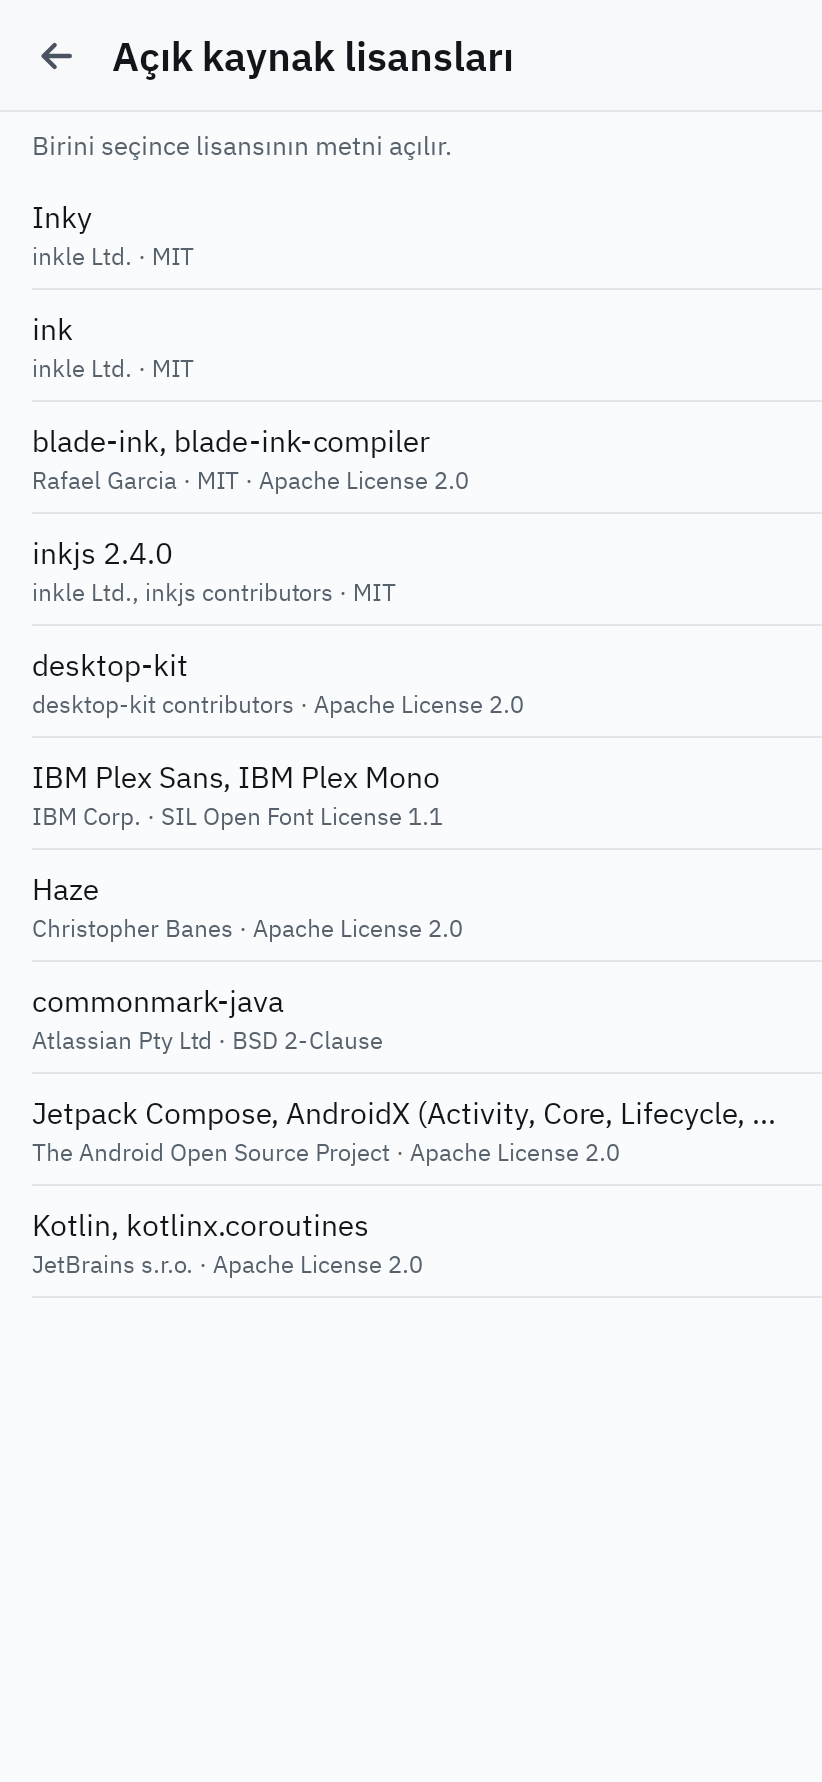 Açık kaynak lisansları
Birini seçince lisansının metni açılır.
Inky
inkle Ltd. · MIT
ink
inkle Ltd. · MIT
blade-ink, blade-ink-compiler
Rafael Garcia · MIT · Apache License 2.0
inkjs 2.4.0
inkle Ltd., inkjs contributors · MIT
desktop-kit
desktop-kit contributors · Apache License 2.0
IBM Plex Sans, IBM Plex Mono
IBM Corp. · SIL Open Font License 1.1
Haze
Christopher Banes · Apache License 2.0
commonmark-java
Atlassian Pty Ltd · BSD 2-Clause
Jetpack Compose, AndroidX (Activity, Core, Lifecycle, ...
The Android Open Source Project · Apache License 2.0
Kotlin, kotlinx.coroutines
JetBrains s.r.o. · Apache License 2.0